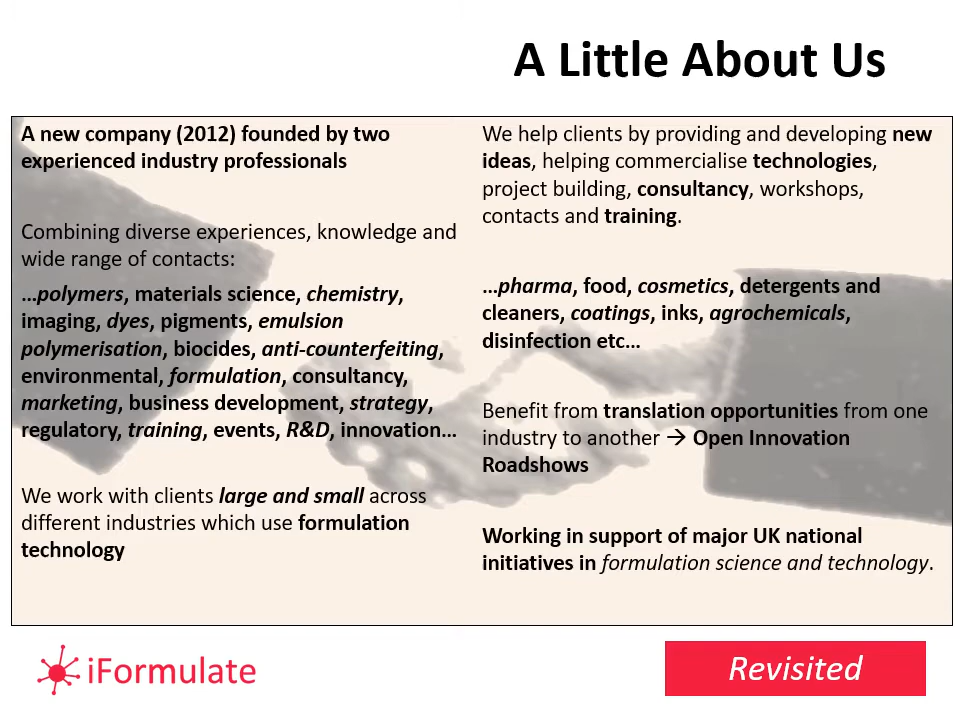 A Little About Us
A new company (2012) founded by two
experienced industry professionals
Combining diverse experiences, knowledge and
wide range of contacts:
…polymers, materials science, chemistry,
imaging, dyes, pigments, emulsion
polymerisation, biocides, anti-counterfeiting,
environmental, formulation, consultancy,
marketing, business development, strategy,
regulatory, training, events, R&D, innovation…
We work with clients large and small across
different industries which use formulation
technology
We help clients by providing and developing new
ideas, helping commercialise technologies,
project building, consultancy, workshops,
contacts and training.
…pharma, food, cosmetics, detergents and
cleaners, coatings, inks, agrochemicals,
disinfection etc…
Benefit from translation opportunities from one
industry to another → Open Innovation
Roadshows
Working in support of major UK national
initiatives in formulation science and technology.
iFormulate
Revisited